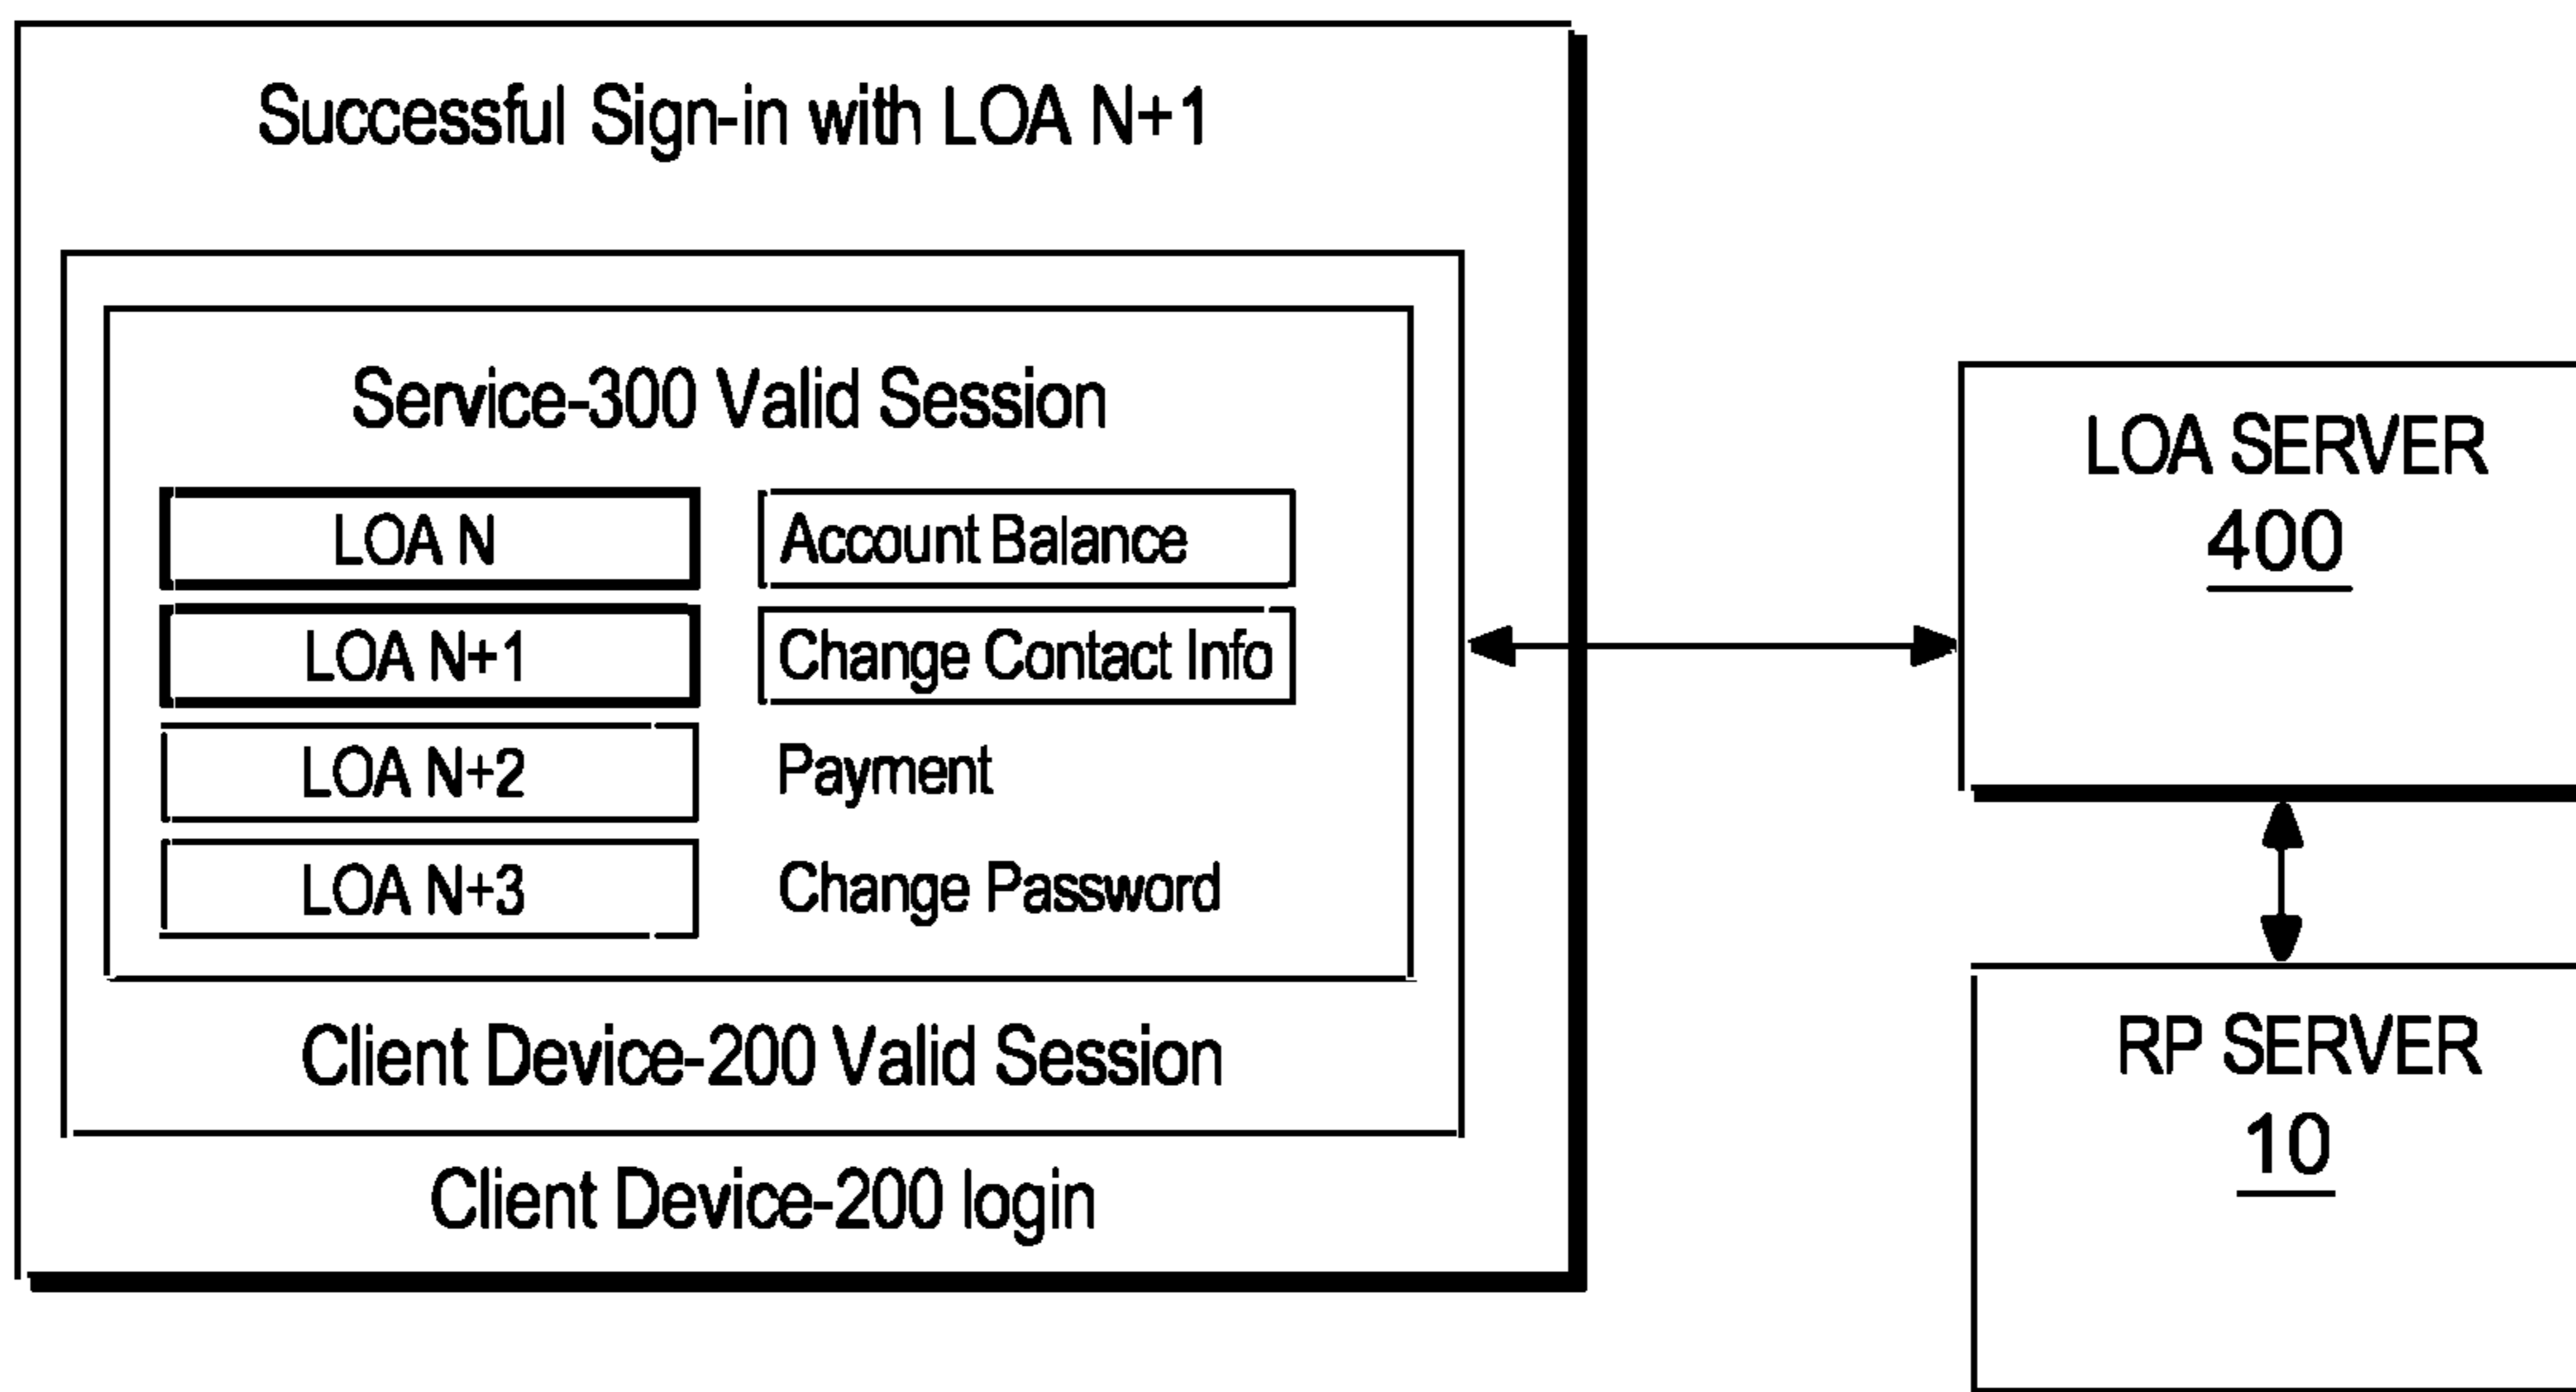 Successful Sign-in with LOA N+1
Service-300 Valid Session
LOA N
Account Balance
LOA N+1
Change Contact Info
LOA N+2
Payment
LOA N+3
Change Password
Client Device-200 Valid Session
Client Device-200 login
LOA SERVER
400
RP SERVER
10